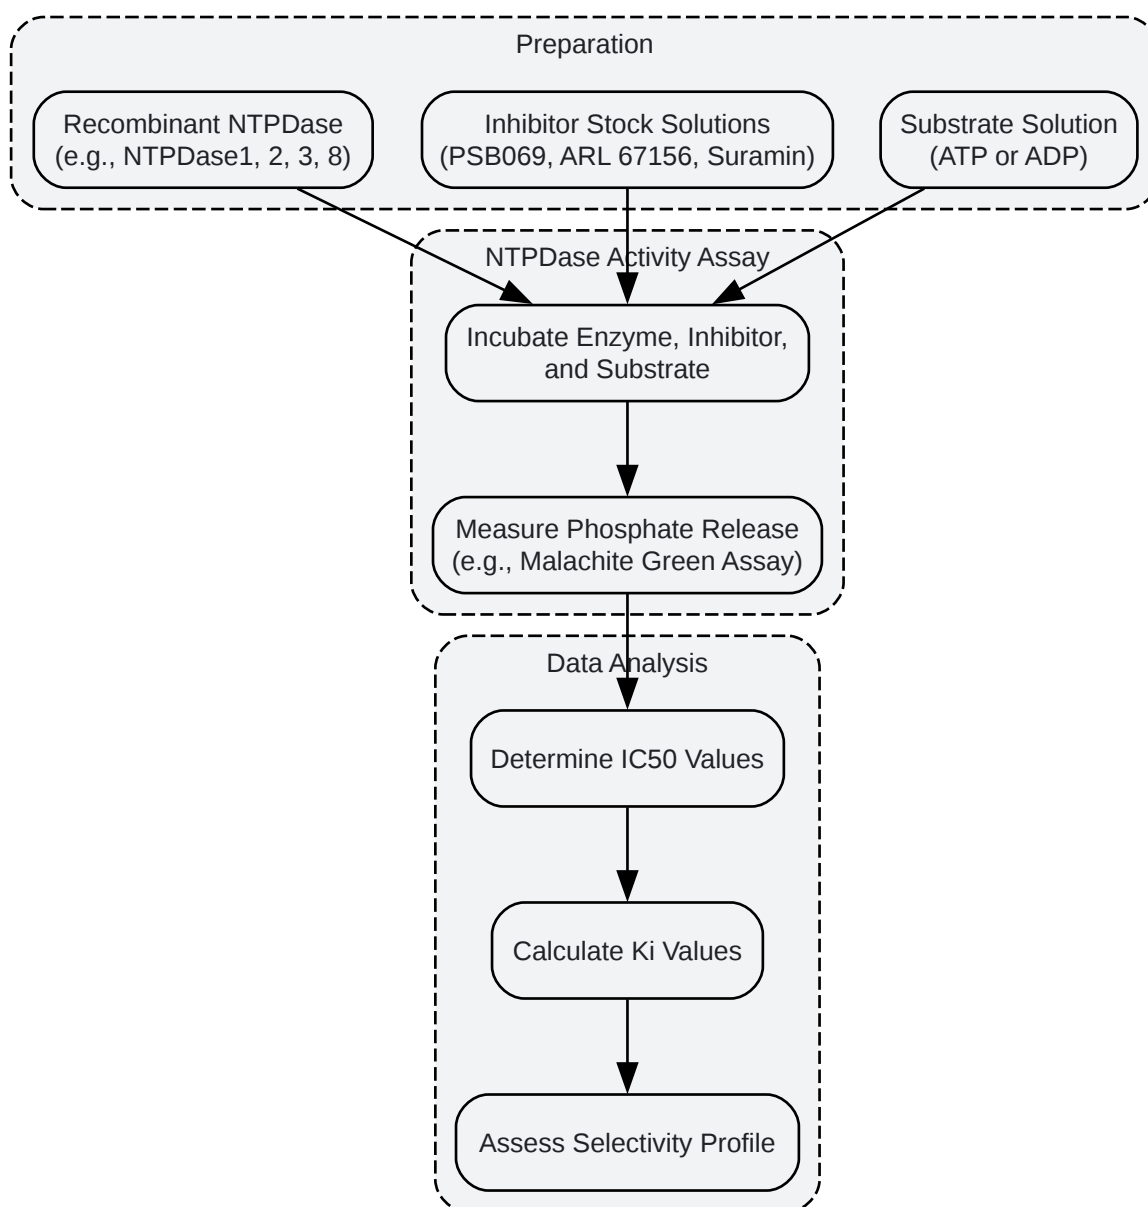 Preparation
Recombinant NTPDase
(e.g., NTPDase1, 2, 3, 8)
Inhibitor Stock Solutions
(PSB069, ARL 67156, Suramin)
Substrate Solution
(ATP or ADP)
NTPDase Activity Assay
Incubate Enzyme, Inhibitor,
and Substrate
Measure Phosphate Release
(e.g., Malachite Green Assay)
Data Analysis
Determine IC50 Values
Calculate Ki Values
Assess Selectivity Profile